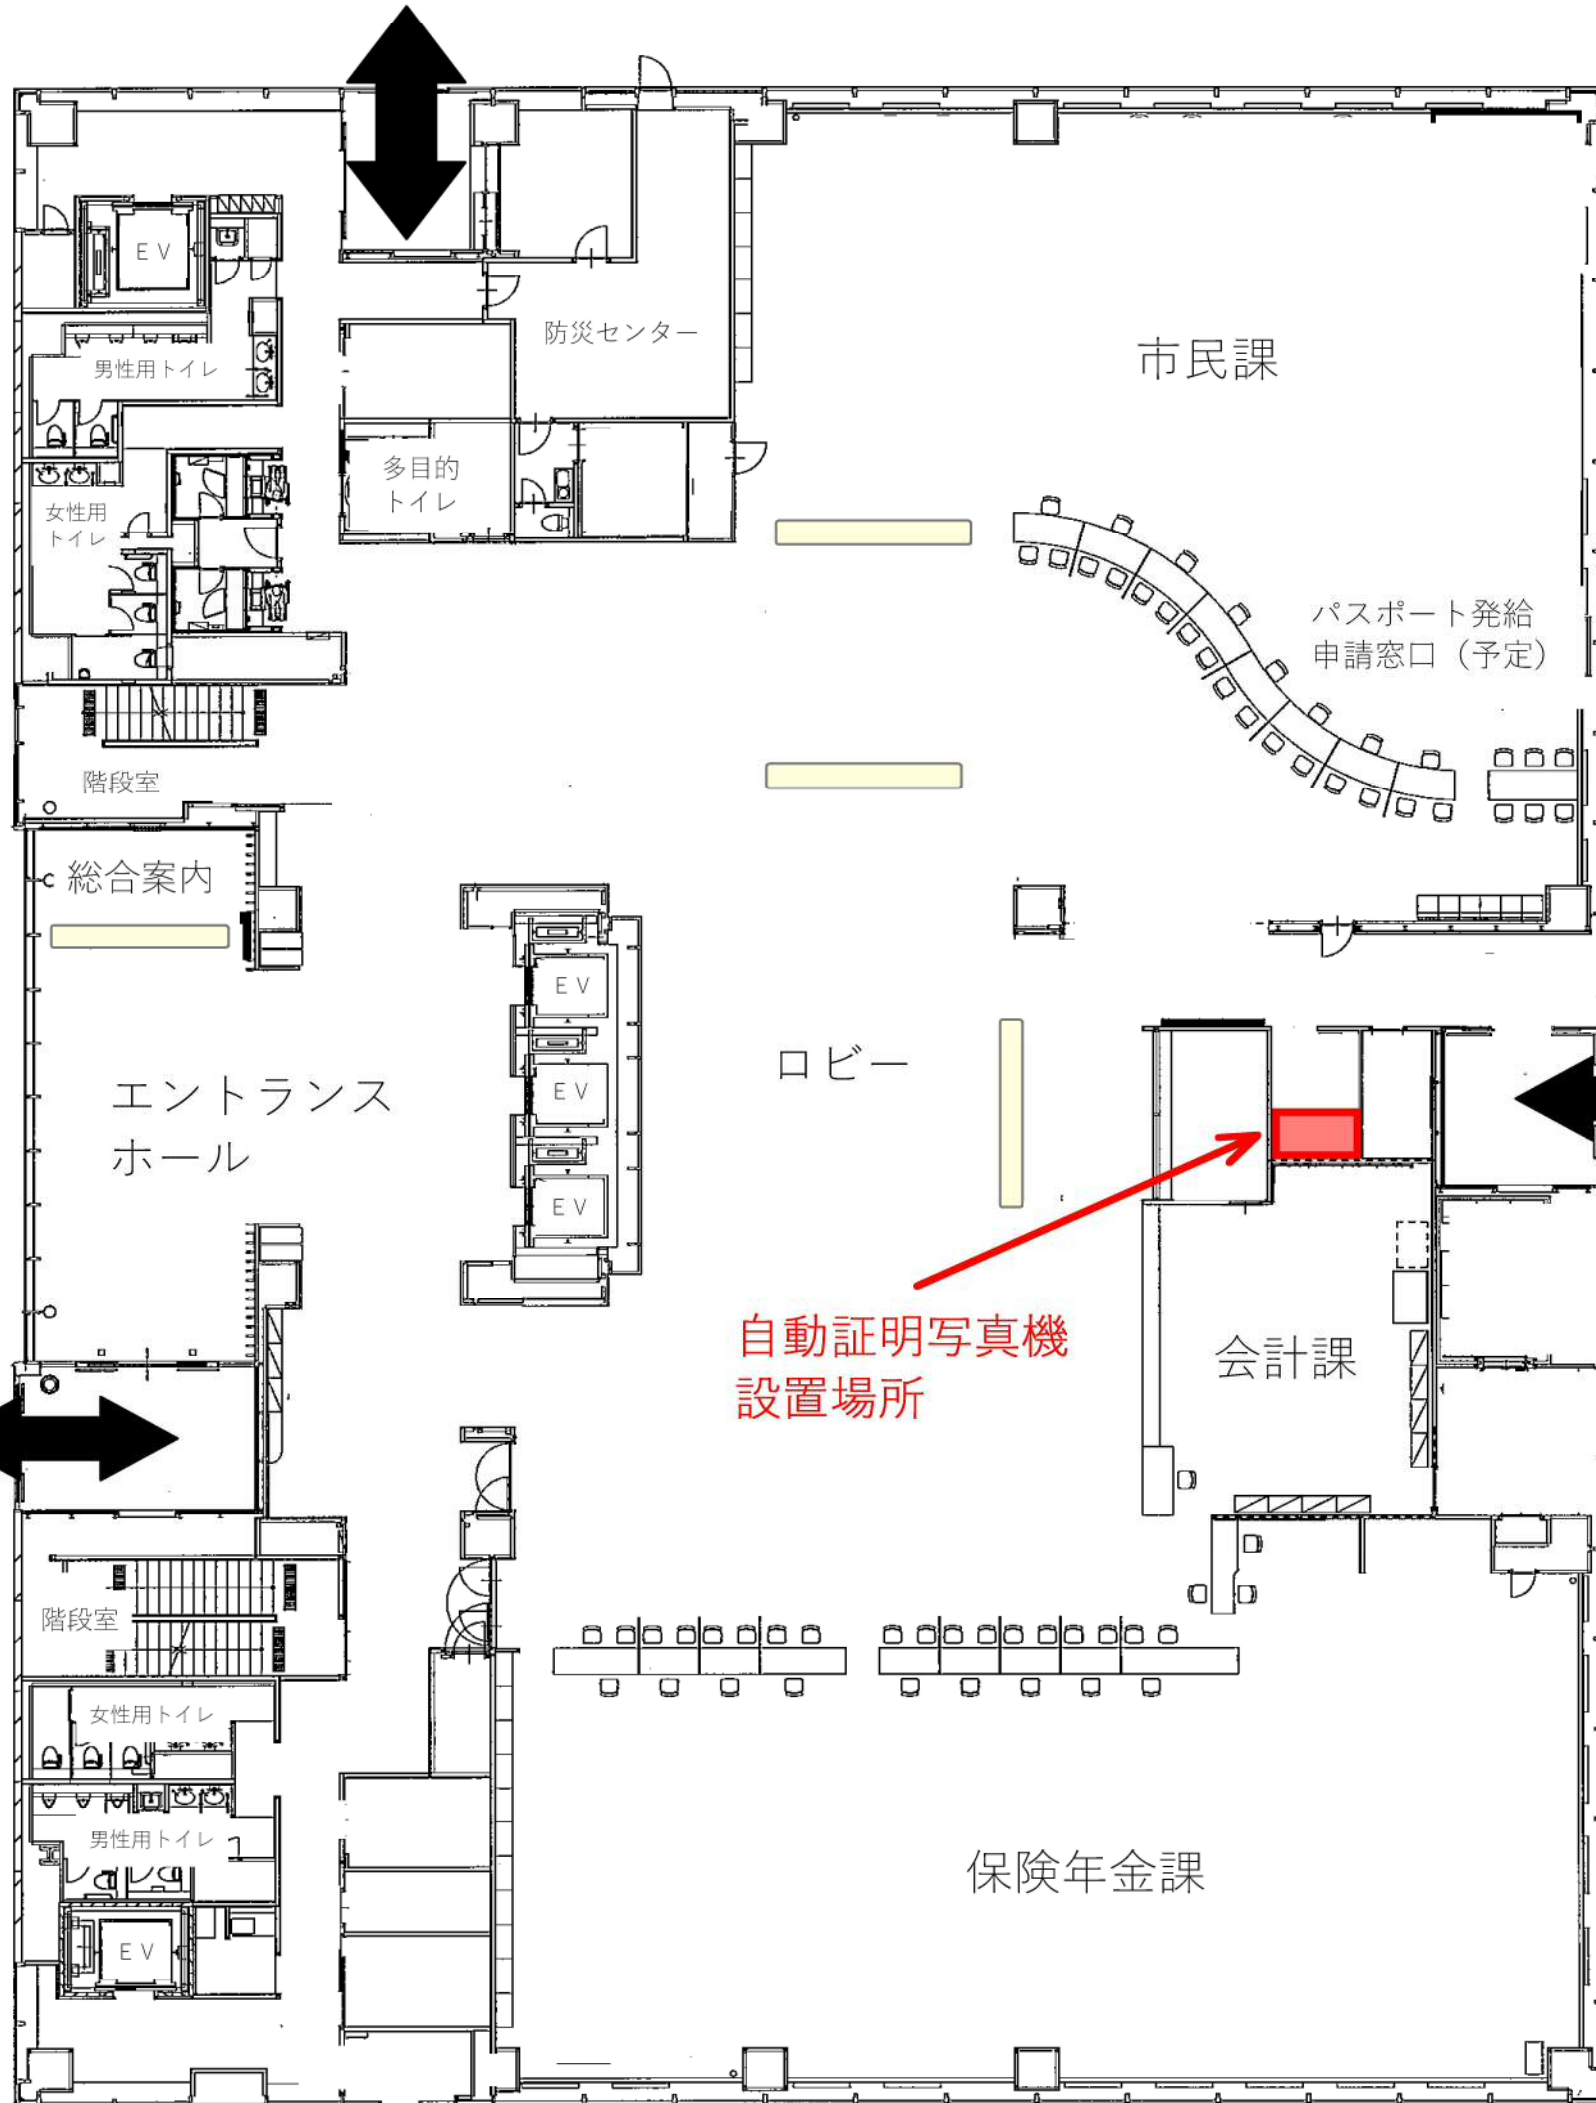 EV
男性用トイレ
防災センター
市民課
多目的
トイレ
女性用
トイレ
パスポート発給
申請窓口（予定）
階段室
総合案内
EV
エントランス
ホール
EV
ロビー
EV
自動証明写真機
設置場所
会計課
階段室
女性用トイレ
男性用トイレ
保険年金課
EV